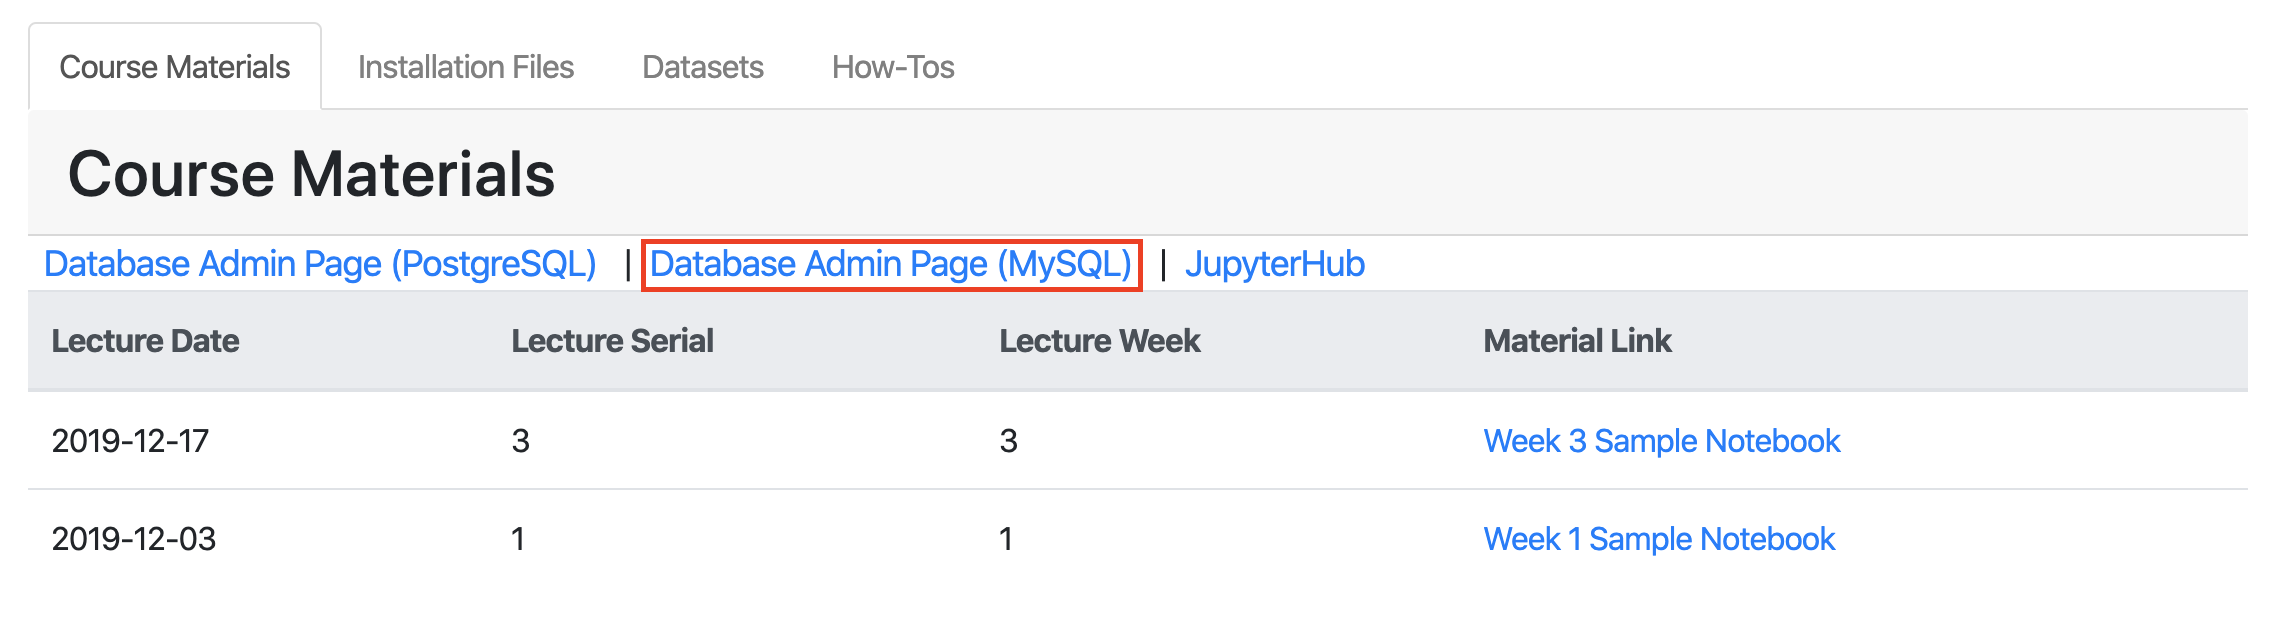 Course Materials Installation Files Datasets How-Tos
Course Materials
Database Admin Page (PostgreSQL) | Database Admin Page (MySQL) | JupyterHub
Lecture Date Lecture Serial Lecture Week Material Link
2019-12-17 3 3 Week 3 Sample Notebook
2019-12-03 1 1 Week 1 Sample Notebook